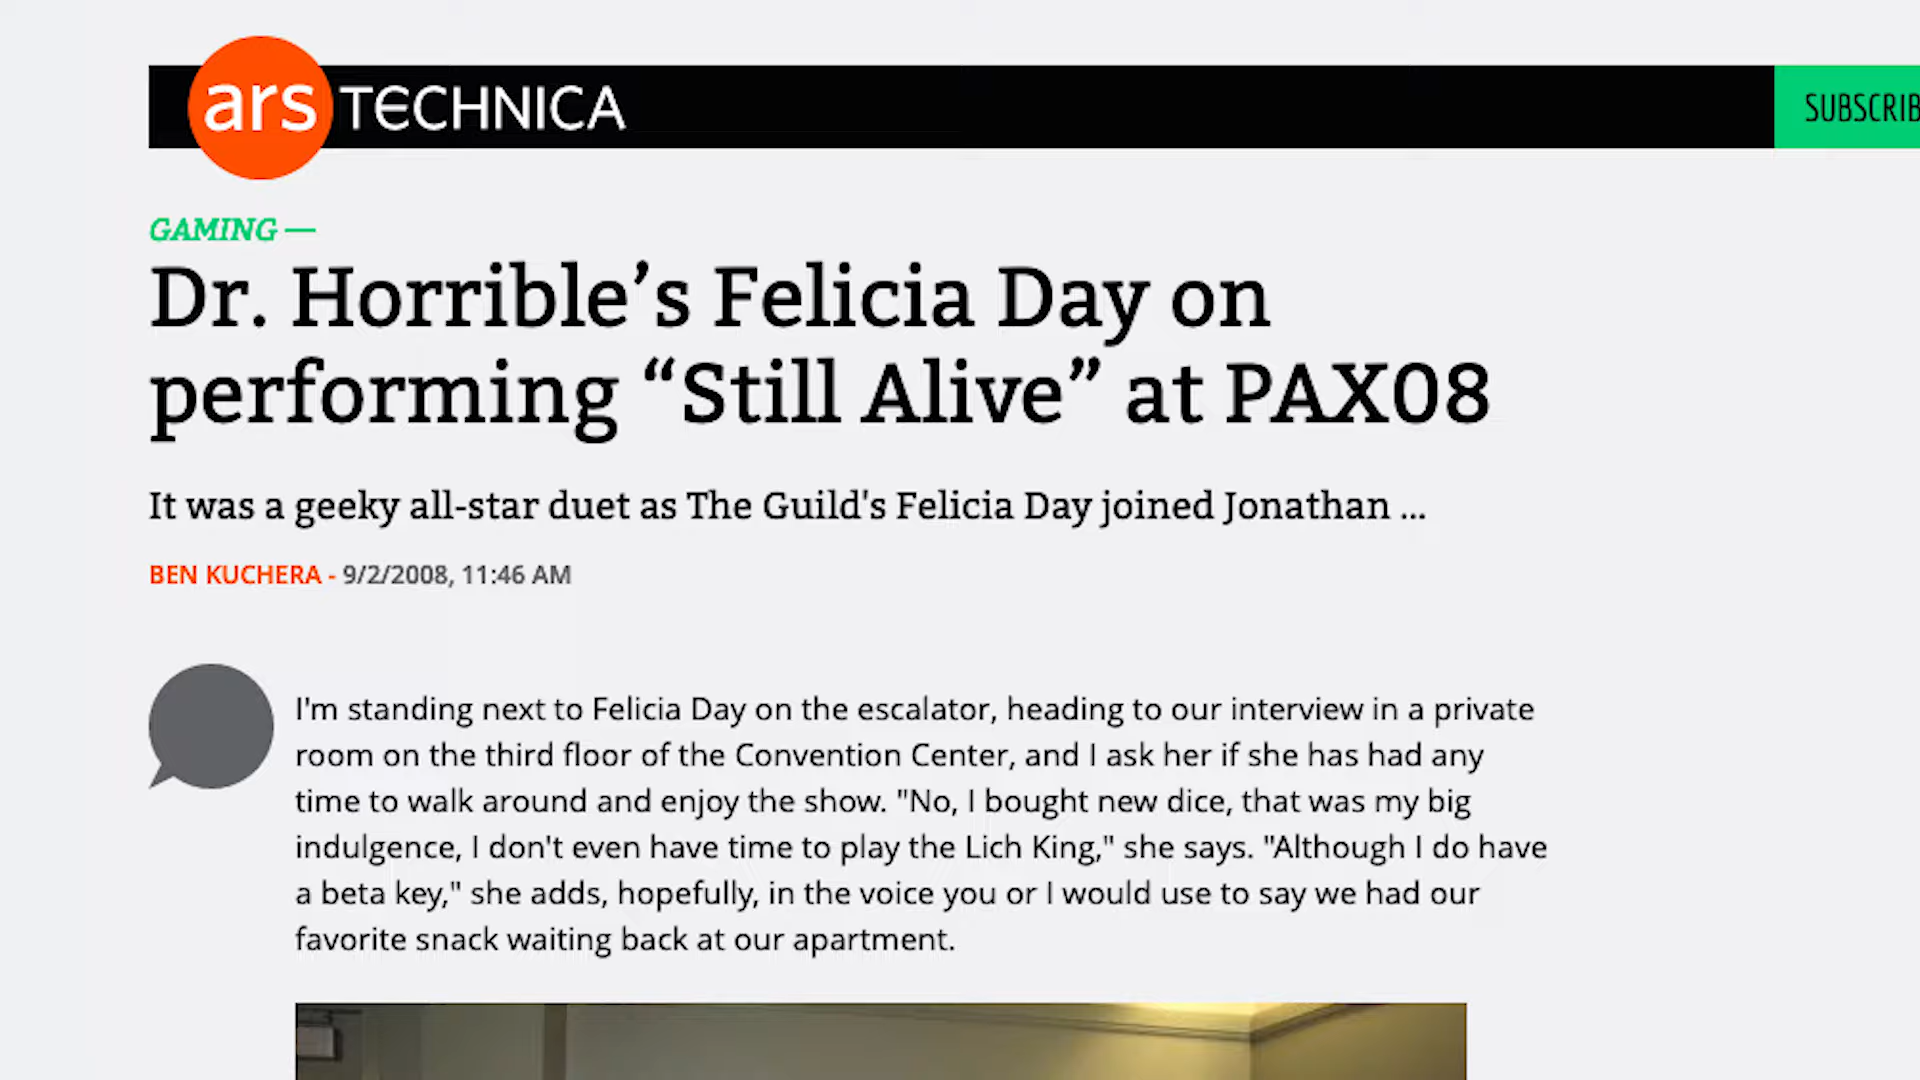 ars TECHNICA
SUBSCRIB
GAMING —
Dr. Horrible’s Felicia Day on
performing “Still Alive” at PAX08
It was a geeky all-star duet as The Guild's Felicia Day joined Jonathan ...
BEN KUCHERA - 9/2/2008, 11:46 AM
I'm standing next to Felicia Day on the escalator, heading to our interview in a private
room on the third floor of the Convention Center, and I ask her if she has had any
time to walk around and enjoy the show. "No, I bought new dice, that was my big
indulgence, I don't even have time to play the Lich King," she says. "Although I do have
a beta key," she adds, hopefully, in the voice you or I would use to say we had our
favorite snack waiting back at our apartment.